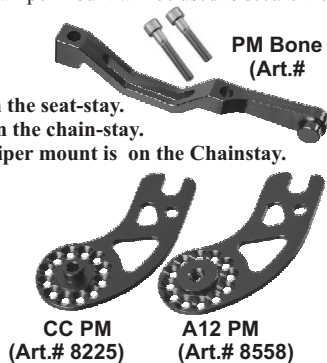 PM Bone
(Art.#
the seat-stay.
the chain-stay.
mount is on the Chainstay.
CC PM
(Art.# 8225)
A12 PM
(Art.# 8558)